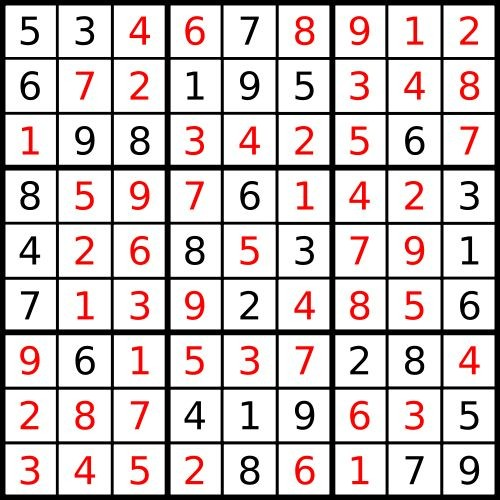 5 3 4 6 7 8 9 1 2
6 7 2 1 9 5 3 4 8
1 9 8 3 4 2 5 6 7
8 5 9 7 6 1 4 2 3
4 2 6 8 5 3 7 9 1
7 1 3 9 2 4 8 5 6
9 6 1 5 3 7 2 8 4
2 8 7 4 1 9 6 3 5
3 4 5 2 8 6 1 7 9